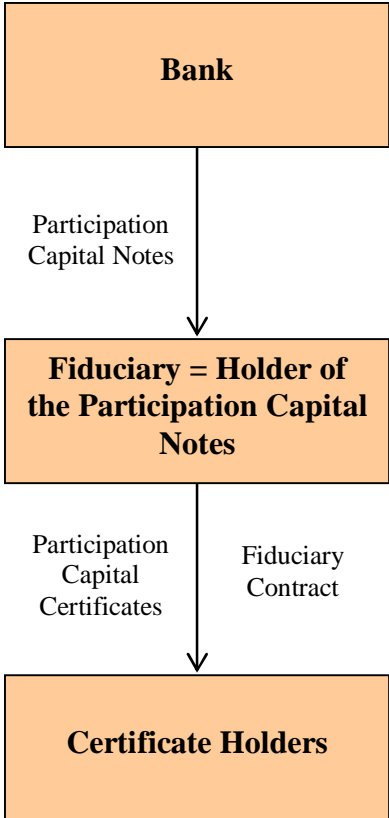 Bank
Participation
Capital Notes
Fiduciary = Holder of
the Participation Capital
Notes
Participation
Capital
Certificates
Fiduciary
Contract
Certificate Holders